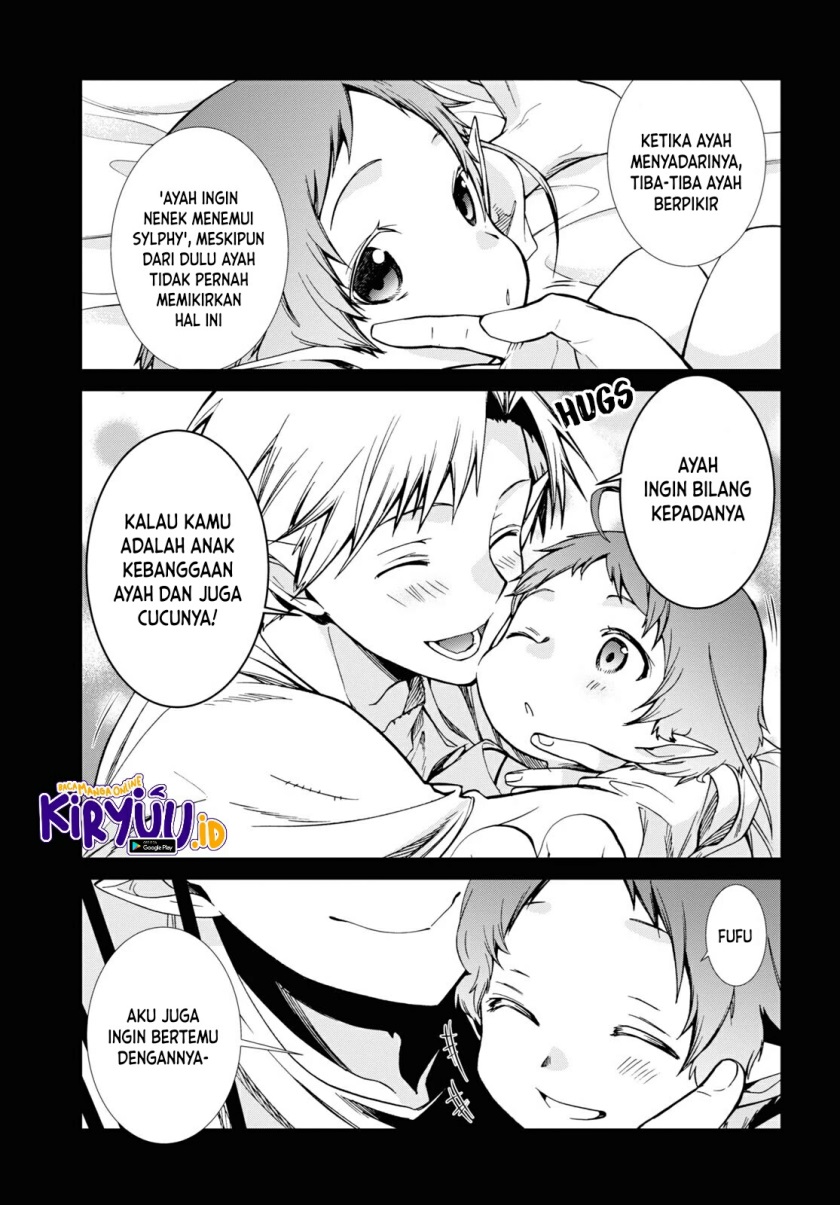 KETIKA AYAH
MENYADARINYA,
TIBA-TIBA AYAH
BERPIKIR
'AYAH INGIN
NENEK MENEMUI
SYLPHY', MESKIPUN
DARI DULU AYAH
TIDAK PERNAH
MEMIKIRKAN
HAL INI
HUGS
AYAH
INGIN BILANG
KEPADANYA
KALAU KAMU
ADALAH ANAK
KEBANGGAAN
AYAH DAN JUGA
CUCUNYA!
BACA MANGA ONLINE
KIRYUU.ID
Google Play
FUFU
AKU JUGA
INGIN BERTEMU
DENGANNYA-